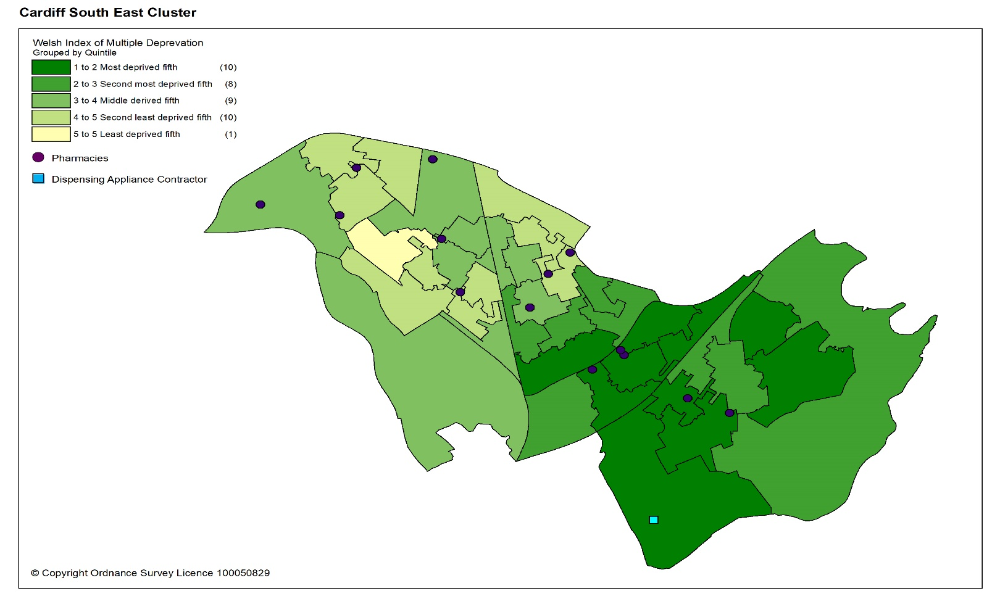 Cardiff South East Cluster
Welsh Index of Multiple Deprevation
Grouped by Quintile
1 to 2 Most deprived fifth (10)
2 to 3 Second most deprived fifth (8)
3 to 4 Middle derived fifth (9)
4 to 5 Second least deprived fifth (10)
5 to 5 Least deprived fifth (1)
Pharmacies
Dispensing Appliance Contractor
© Copyright Ordnance Survey Licence 100050829